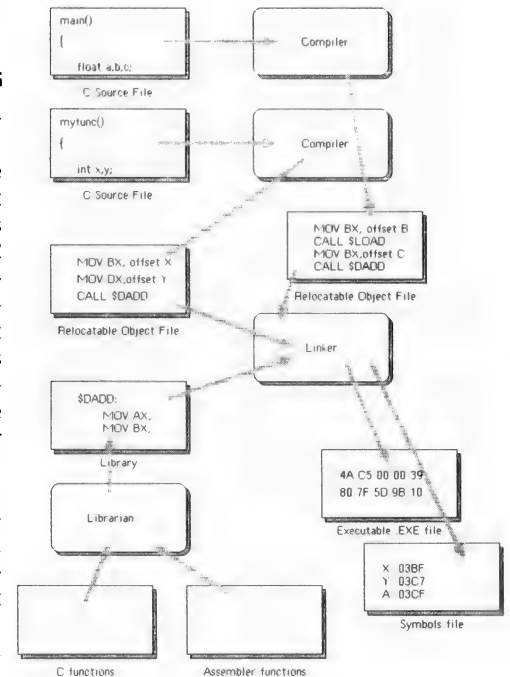 main()
{
float a,b,c;
C Source File
Compiler
myfunc()
{
int x,y;
C Source File
Compiler
MOV BX, offset B
CALL $LOAD
MOV BX,offset C
CALL $DADD
Relocatable Object File
MOV BX, offset X
MOV DX,offset Y
CALL $DADD
Relocatable Object File
Linker
$DADD:
MOV AX,
MOV BX,
Library
4A C5 00 00 39
80 7F 5D 9B 10
Executable .EXE file
Librarian
X 03BF
Y 03C7
A 03CF
Symbols file
C functions
Assembler functions